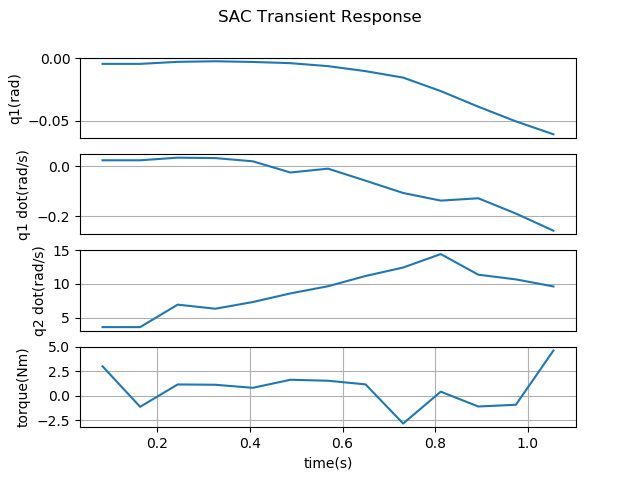 SAC Transient Response
0.00
−0.05
q1(rad)
0.0
−0.2
q1 dot(rad/s)
15
10
5
q2 dot(rad/s)
5.0
2.5
0.0
−2.5
torque(Nm)
0.2 0.4 0.6 0.8 1.0
time(s)